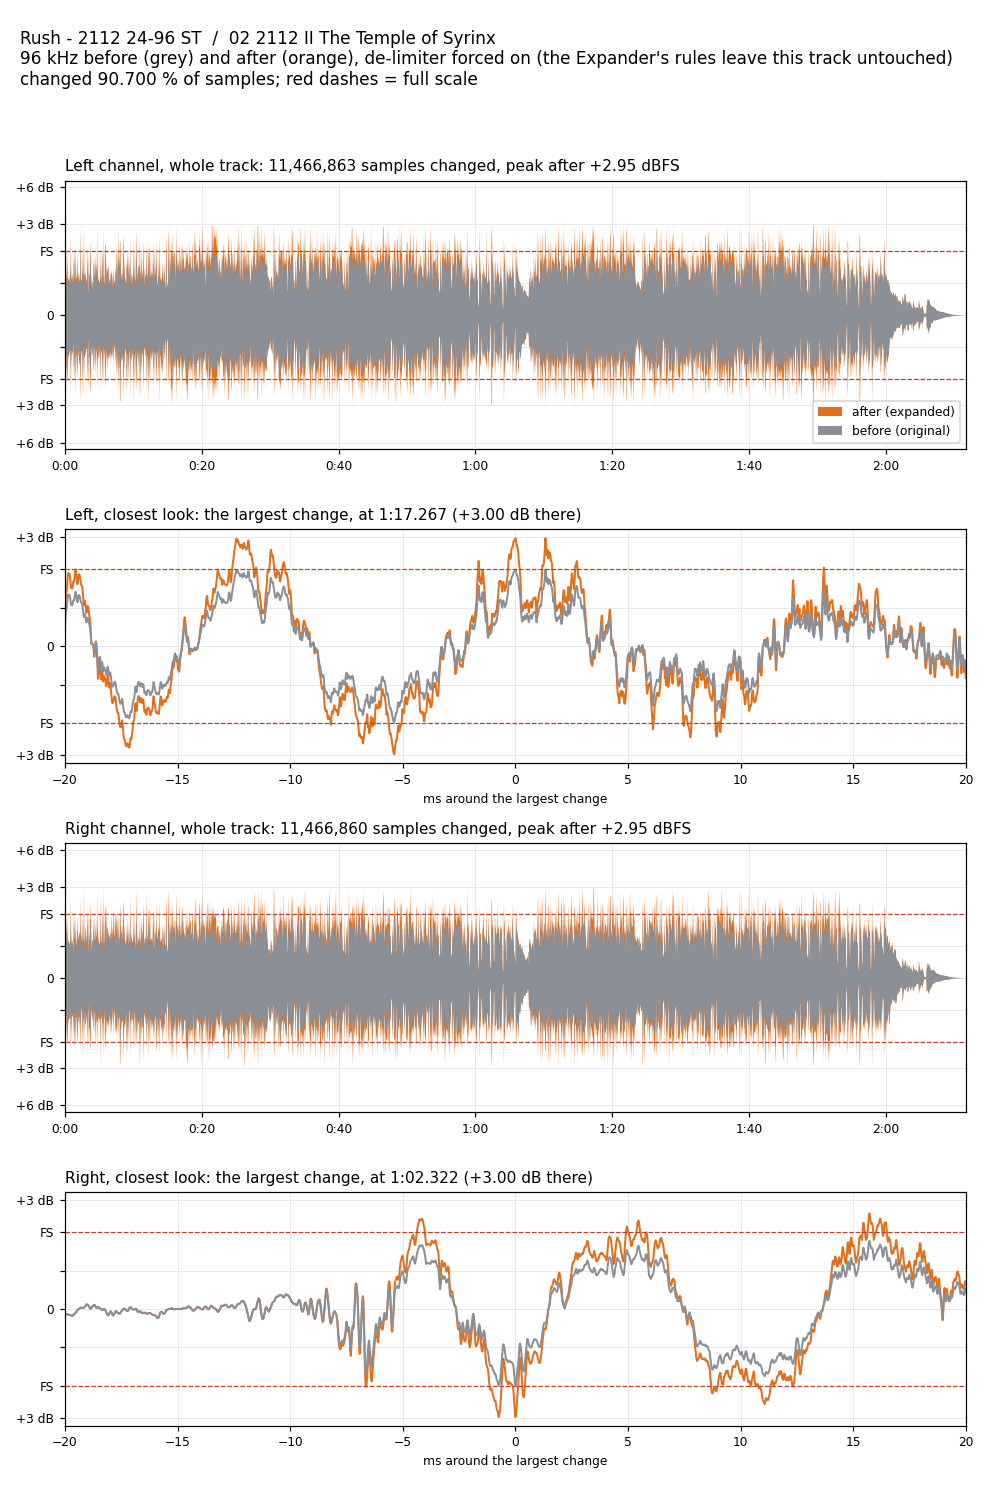 Rush - 2112 24-96 ST  /  02 2112 II The Temple of Syrinx
96 kHz before (grey) and after (orange), de-limiter forced on (the Expander's rules leave this track untouched)
changed 90.700 % of samples; red dashes = full scale
Left channel, whole track: 11,466,863 samples changed, peak after +2.95 dBFS
+6 dB
+3 dB
FS
0
FS
+3 dB
+6 dB
after (expanded)
before (original)
0:00 0:20 0:40 1:00 1:20 1:40 2:00
Left, closest look: the largest change, at 1:17.267 (+3.00 dB there)
+3 dB
FS
0
FS
+3 dB
−20 −15 −10 −5 0 5 10 15 20
ms around the largest change
Right channel, whole track: 11,466,860 samples changed, peak after +2.95 dBFS
+6 dB
+3 dB
FS
0
FS
+3 dB
+6 dB
0:00 0:20 0:40 1:00 1:20 1:40 2:00
Right, closest look: the largest change, at 1:02.322 (+3.00 dB there)
+3 dB
FS
0
FS
+3 dB
−20 −15 −10 −5 0 5 10 15 20
ms around the largest change